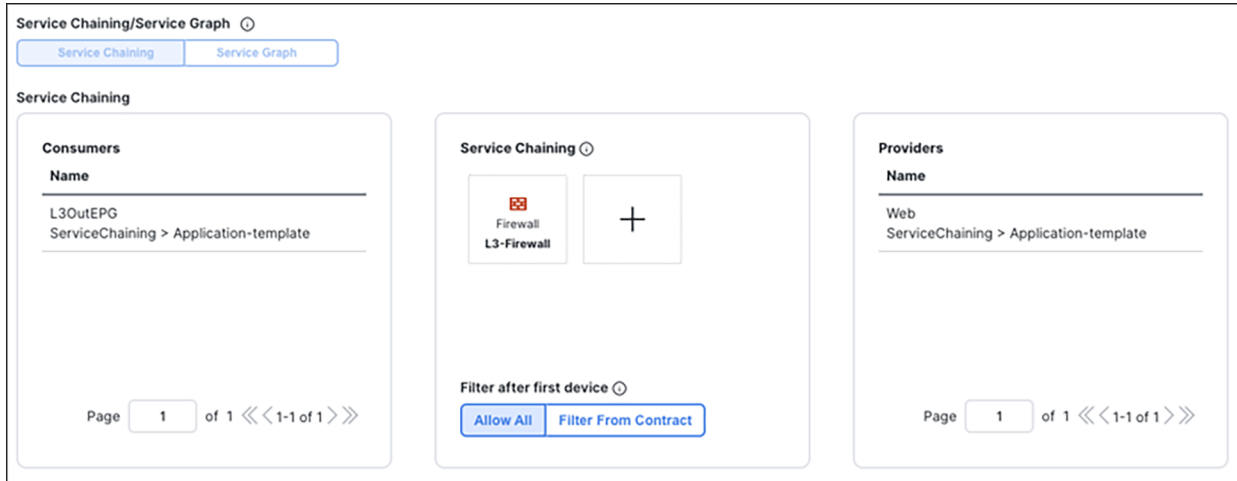 Service Chaining/Service Graph
Service Chaining
Service Graph
Service Chaining
Consumers
Name
L3OutEPG
ServiceChaining > Application-template
Page 1 of 1 1-1 of 1
Service Chaining
Firewall
L3-Firewall
Filter after first device
Allow All
Filter From Contract
Providers
Name
Web
ServiceChaining > Application-template
Page 1 of 1 1-1 of 1